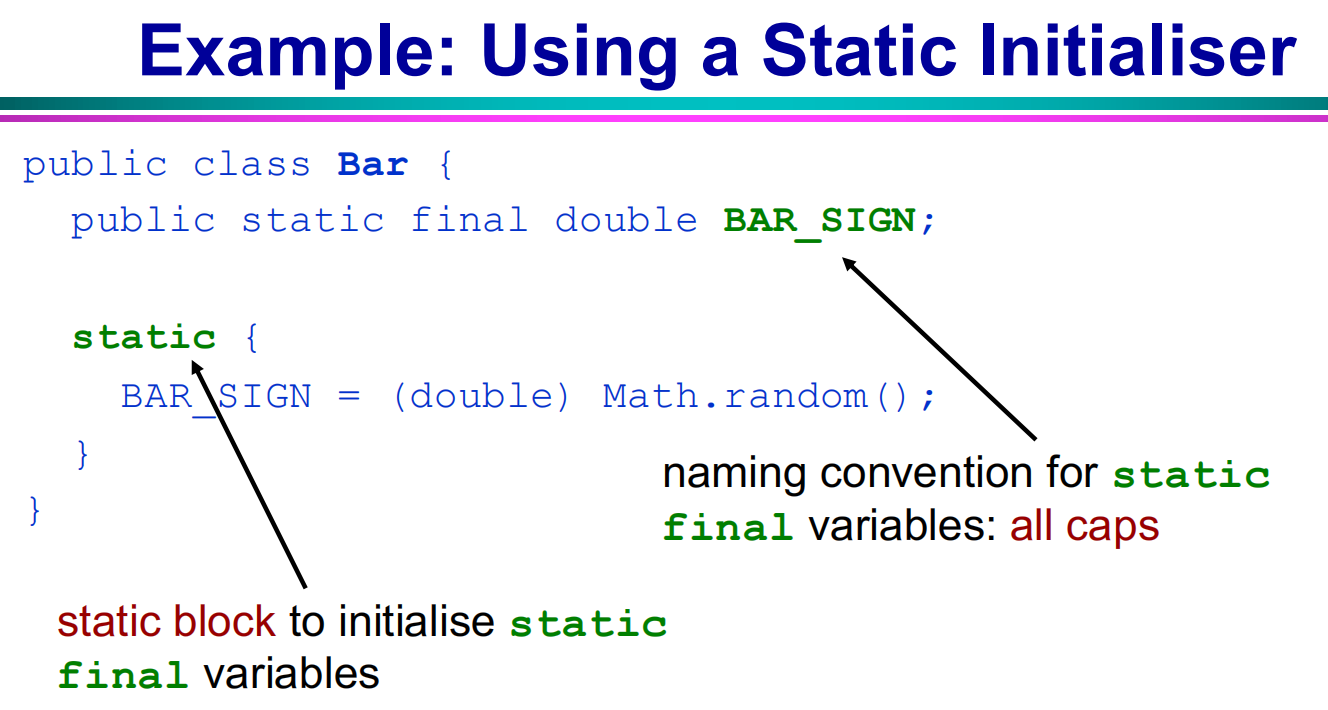 Example: Using a Static Initialiser
public class Bar {
public static final double BAR_SIGN;
static {
BAR_SIGN = (double) Math.random();
}
}
naming convention for static
final variables: all caps
static block to initialise static
final variables